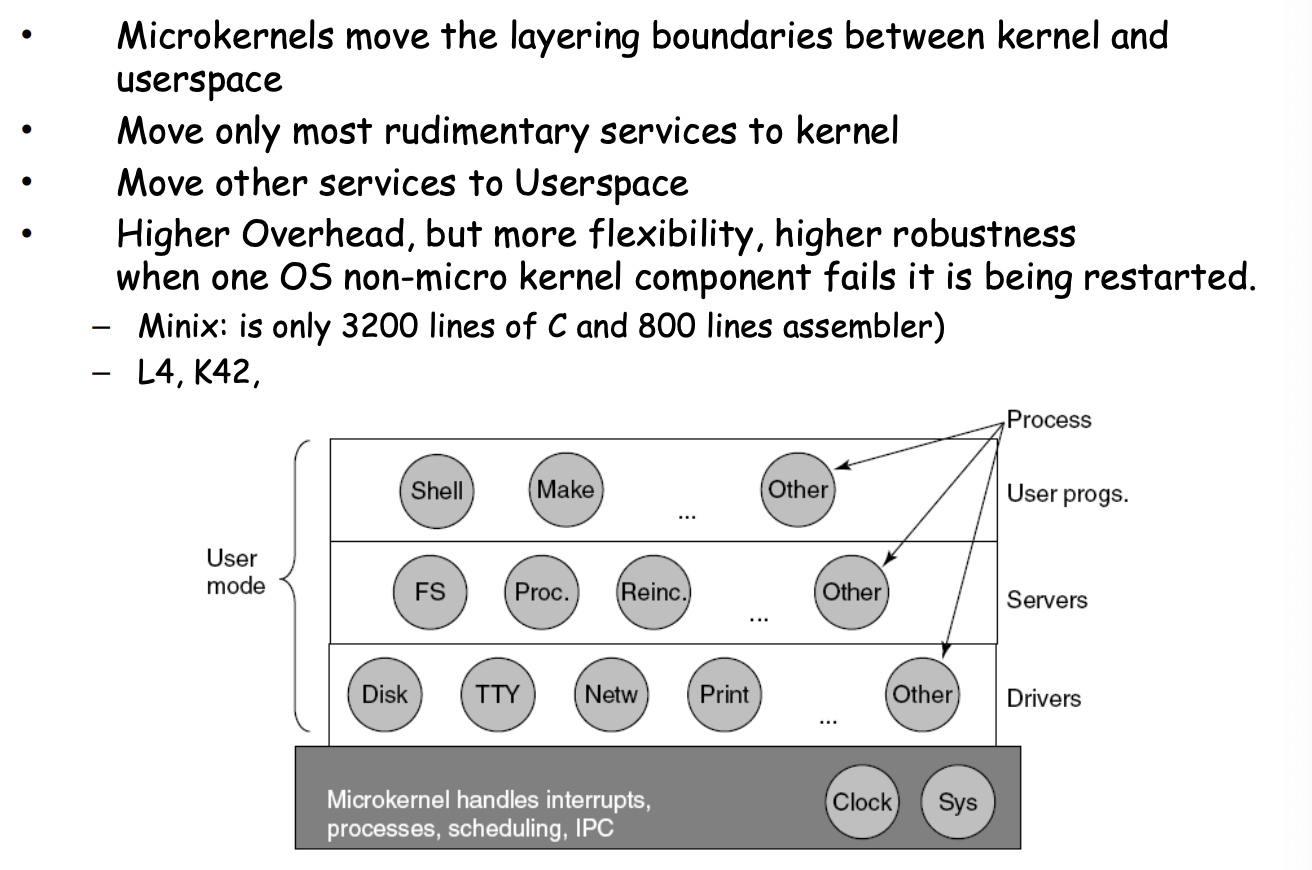 • Microkernels move the layering boundaries between kernel and
userspace
• Move only most rudimentary services to kernel
• Move other services to Userspace
• Higher Overhead, but more flexibility, higher robustness
when one OS non-micro kernel component fails it is being restarted.
– Minix: is only 3200 lines of C and 800 lines assembler)
– L4, K42,
Process
Shell Make ... Other User progs.
User
mode
FS Proc. Reinc. ... Other Servers
Disk TTY Netw Print ... Other Drivers
Microkernel handles interrupts,
processes, scheduling, IPC
Clock Sys